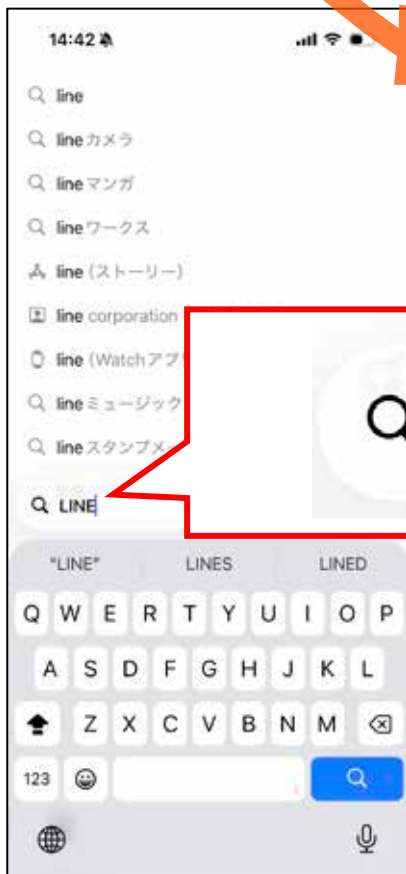 14:42
line
lineカメラ
lineマンガ
lineワークス
line (ストーリー)
line corporation
line (Watchアプ
lineミュージック
lineスタンプメー
LINE
"LINE" LINES LINED
Q W E R T Y U I O P
A S D F G H J K L
Z X C V B N M
123